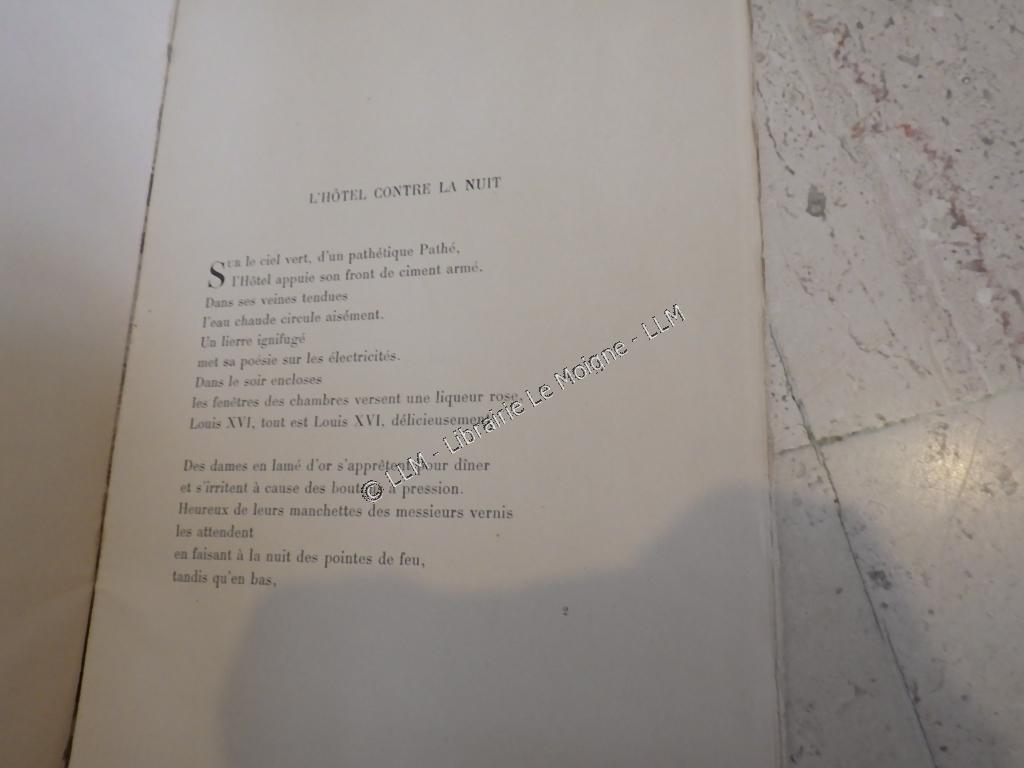 L'HÔTEL CONTRE LA NUIT
SUR le ciel vert, d'un pathétique Pathé,
l'Hôtel appuie son front de ciment armé.
Dans ses veines tendues
l'eau chaude circule aisément.
Un lierre ignifugé
met sa poésie sur les électricités.
Dans le soir encloses
les fenêtres des chambres versent une liqueur rose.
Louis XVI, tout est Louis XVI, délicieusement.
Des dames en lamé d'or s'apprêtent pour dîner
et s'irritent à cause des boutons à pression.
Heureux de leurs manchettes des messieurs vernis
les attendent
en faisant à la nuit des pointes de feu,
tandis qu'en bas,
2
© LLM - Librairie Le Moigne - LLM